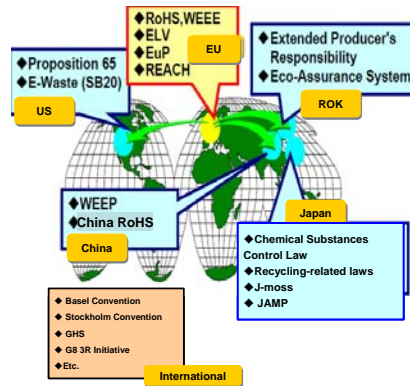 ◆RoHS,WEEE
◆ELV
◆EuP
◆REACH
EU
◆Proposition 65
◆E-Waste (SB20)
US
◆Extended Producer's
Responsibility
◆Eco-Assurance System
ROK
◆WEEP
◆China RoHS
China
Japan
◆Chemical Substances
Control Law
◆Recycling-related laws
◆J-moss
◆JAMP
◆ Basel Convention
◆ Stockholm Convention
◆ GHS
◆ G8 3R Initiative
◆Etc.
International